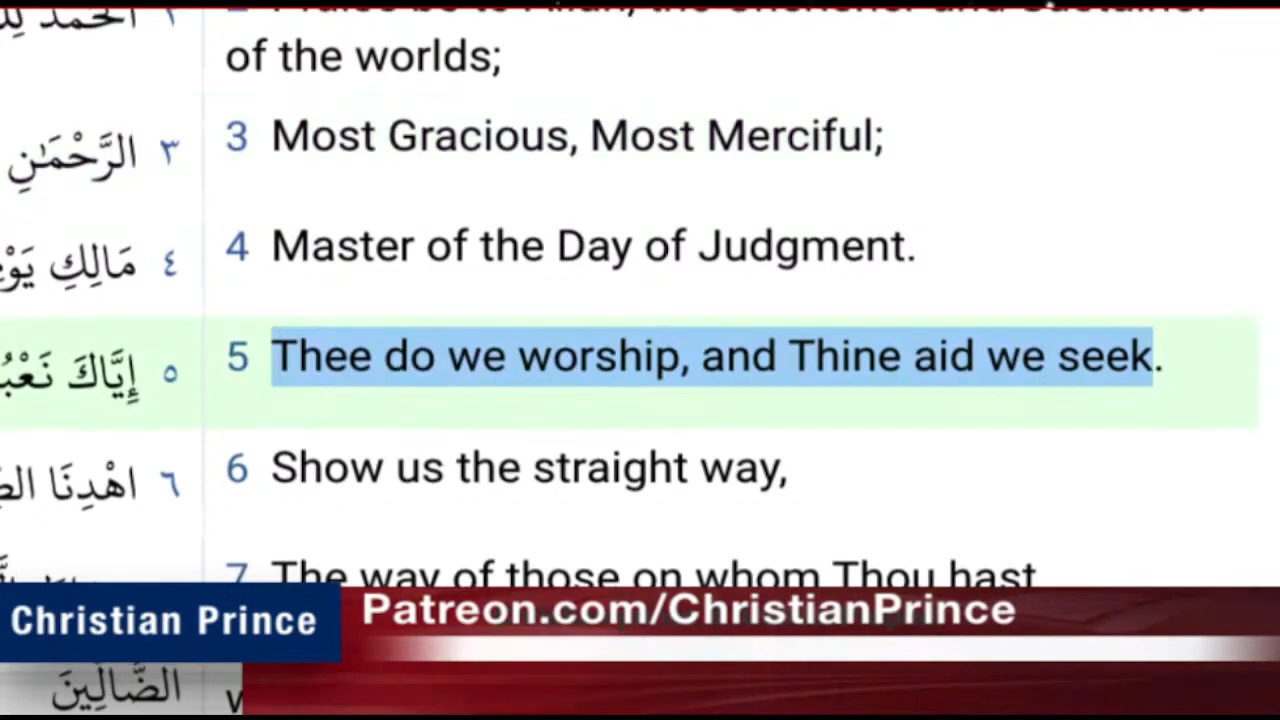 of the worlds;
الرَّحْمَٰنِ ٣
3 Most Gracious, Most Merciful;
مَالِكِ ٤
4 Master of the Day of Judgment.
إِيَّاكَ ٥
5 Thee do we worship, and Thine aid we seek.
اهْدِنَا ٦
6 Show us the straight way,
7 The way of those on whom Thou hast
Christian Prince
Patreon.com/ChristianPrince
الضَّالِّينَ